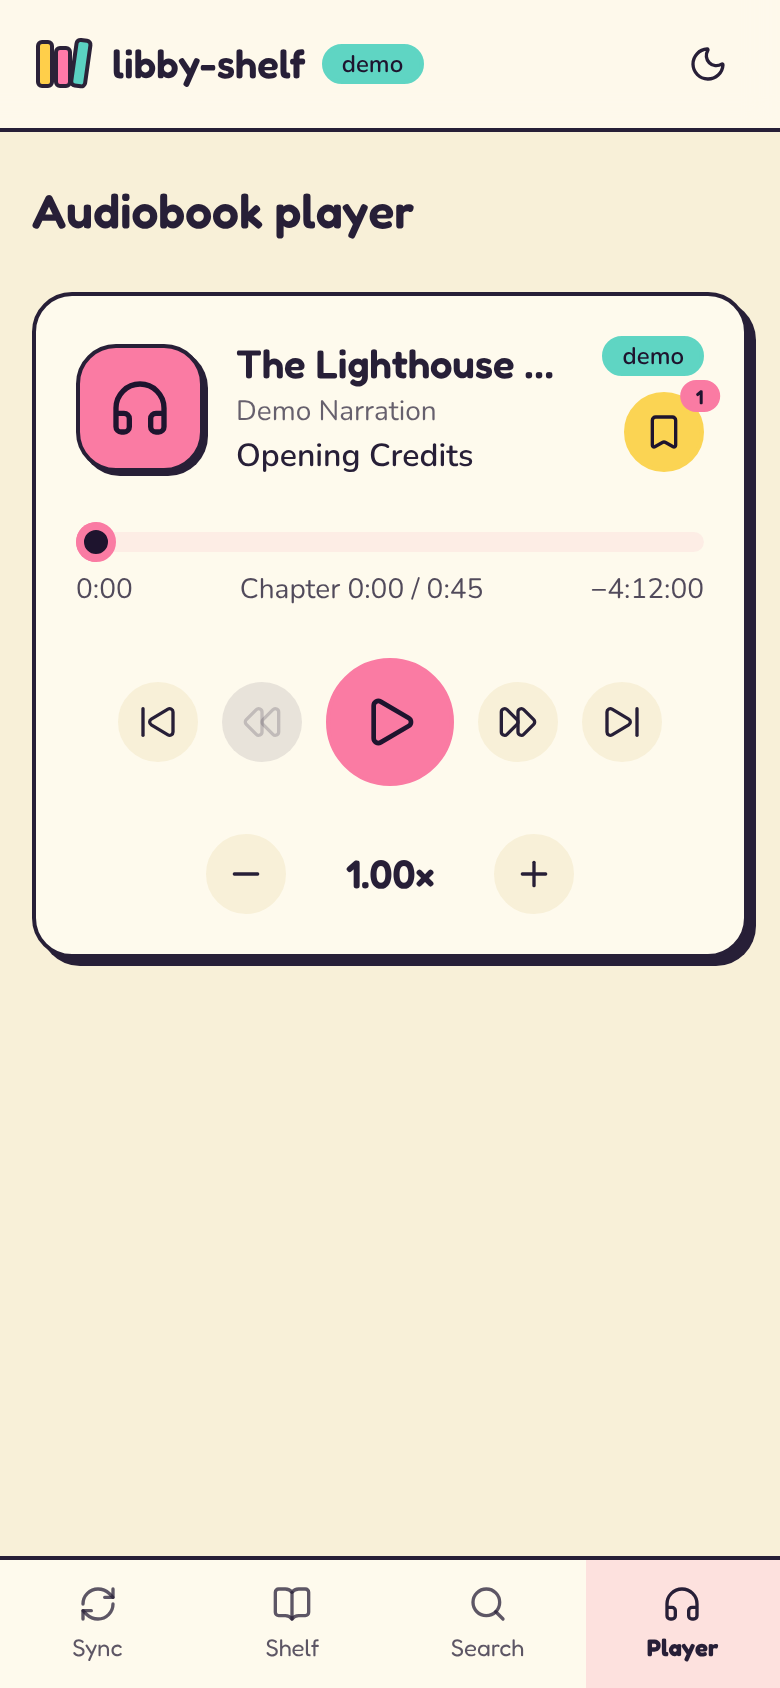 libby-shelf demo
Audiobook player
The Lighthouse ...
demo
Demo Narration
1
Opening Credits
0:00 Chapter 0:00 / 0:45 −4:12:00
1.00x
Sync Shelf Search Player